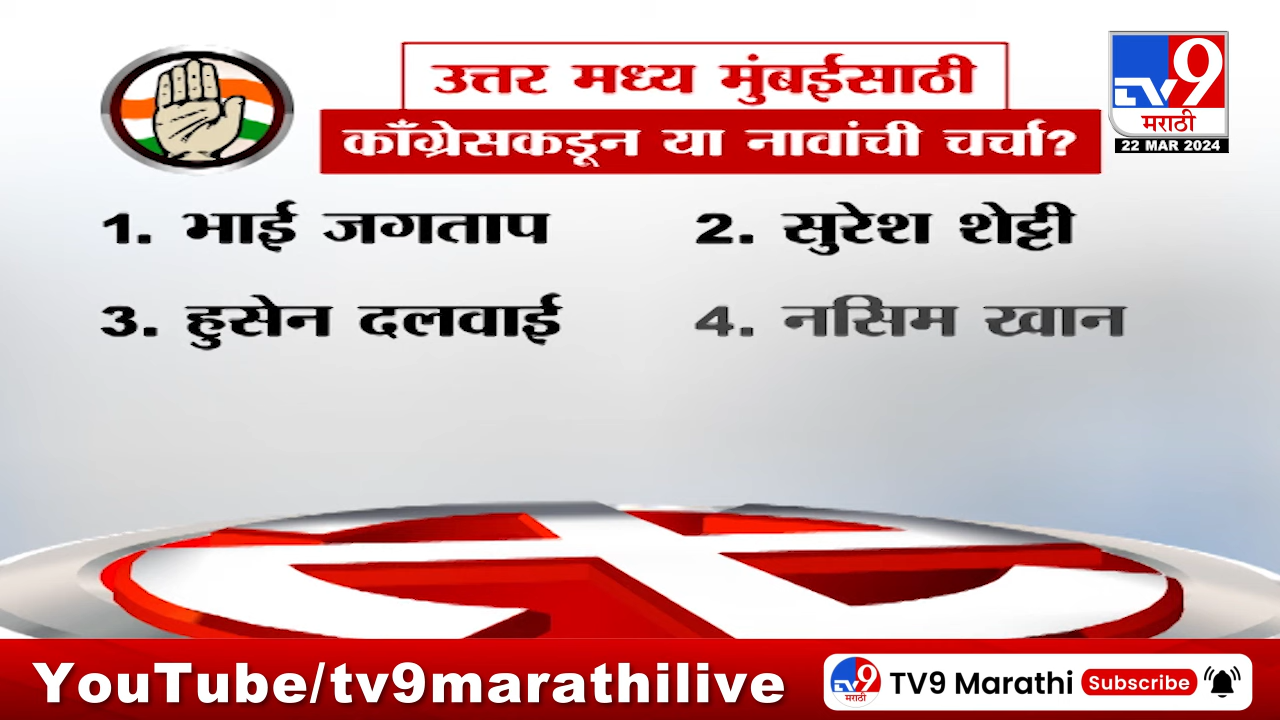 उत्तर मध्य मुंबईसाठी
काँग्रेसकडून या नावांची चर्चा?
TV9
मराठी
22 MAR 2024
1. भाई जगताप
2. सुरेश शेट्टी
3. हुसेन दलवाई
4. नसिम खान
YouTube/tv9marathilive
TV9
मराठी
TV9 Marathi
Subscribe